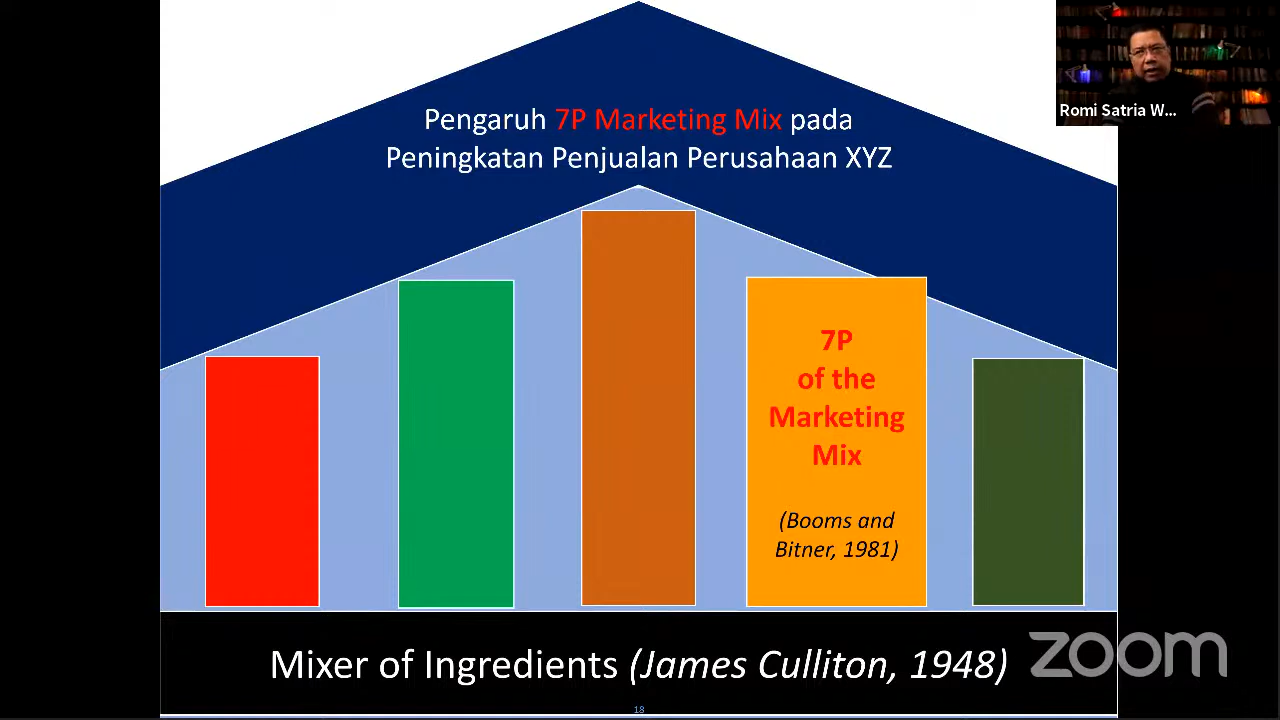 Pengaruh 7P Marketing Mix pada
Peningkatan Penjualan Perusahaan XYZ
Romi Satria W...
7P
of the
Marketing
Mix
(Booms and
Bitner, 1981)
Mixer of Ingredients (James Culliton, 1948)
zoom
18